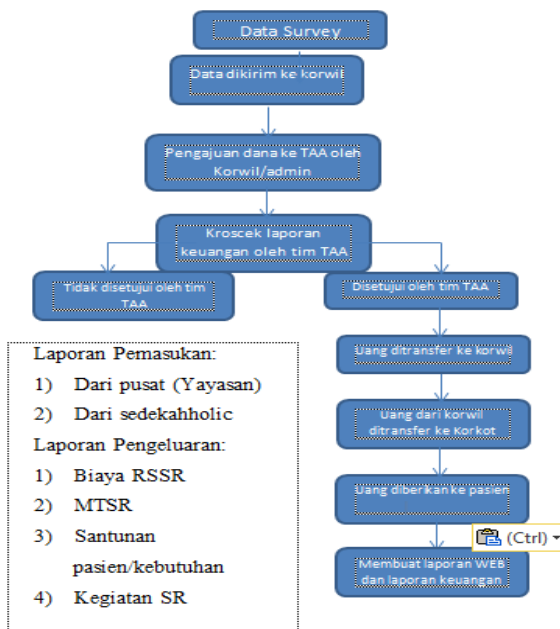 Data Survey
Data dikirim ke korwil
Pengajuan dana ke TAA oleh
Korwil/admin
Kroscek laporan
keuangan oleh tim TAA
Tidak disetujui oleh tim
TAA
Disetujui oleh tim TAA
Uang ditransfer ke korwil
Uang dari korwil
ditransfer ke Korkot
Uang diberikan ke pasien
(Ctrl)
Membuat laporan WEB
dan laporan keuangan
Laporan Pemasukan:
1) Dari pusat (Yayasan)
2) Dari sedekahholic
Laporan Pengeluaran:
1) Biaya RSSR
2) MTSR
3) Santunan
pasien/kebutuhan
4) Kegiatan SR